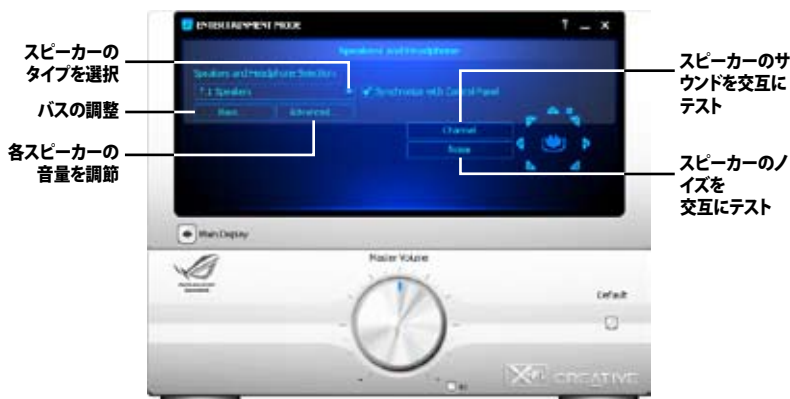 ENTERTAINMENT MODE
スピーカーの
タイプを選択
バスの調整
各スピーカーの
音量を調節
Speakers and Headphone
Speakers and Headphone Selection
7.1 Speakers
Synchronize with Control Panel
Bass...
Advanced...
Channel
Noise
スピーカーのサ
ウンドを交互に
テスト
スピーカーのノ
イズを
交互にテスト
Main Display
Master Volume
Default
X-Fi CREATIVE